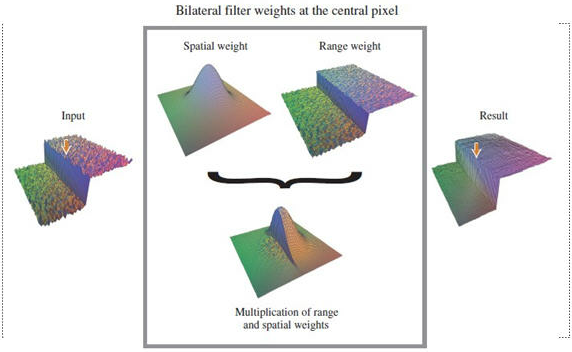 Bilateral filter weights at the central pixel
Spatial weight
Range weight
Input
Result
Multiplication of range
and spatial weights